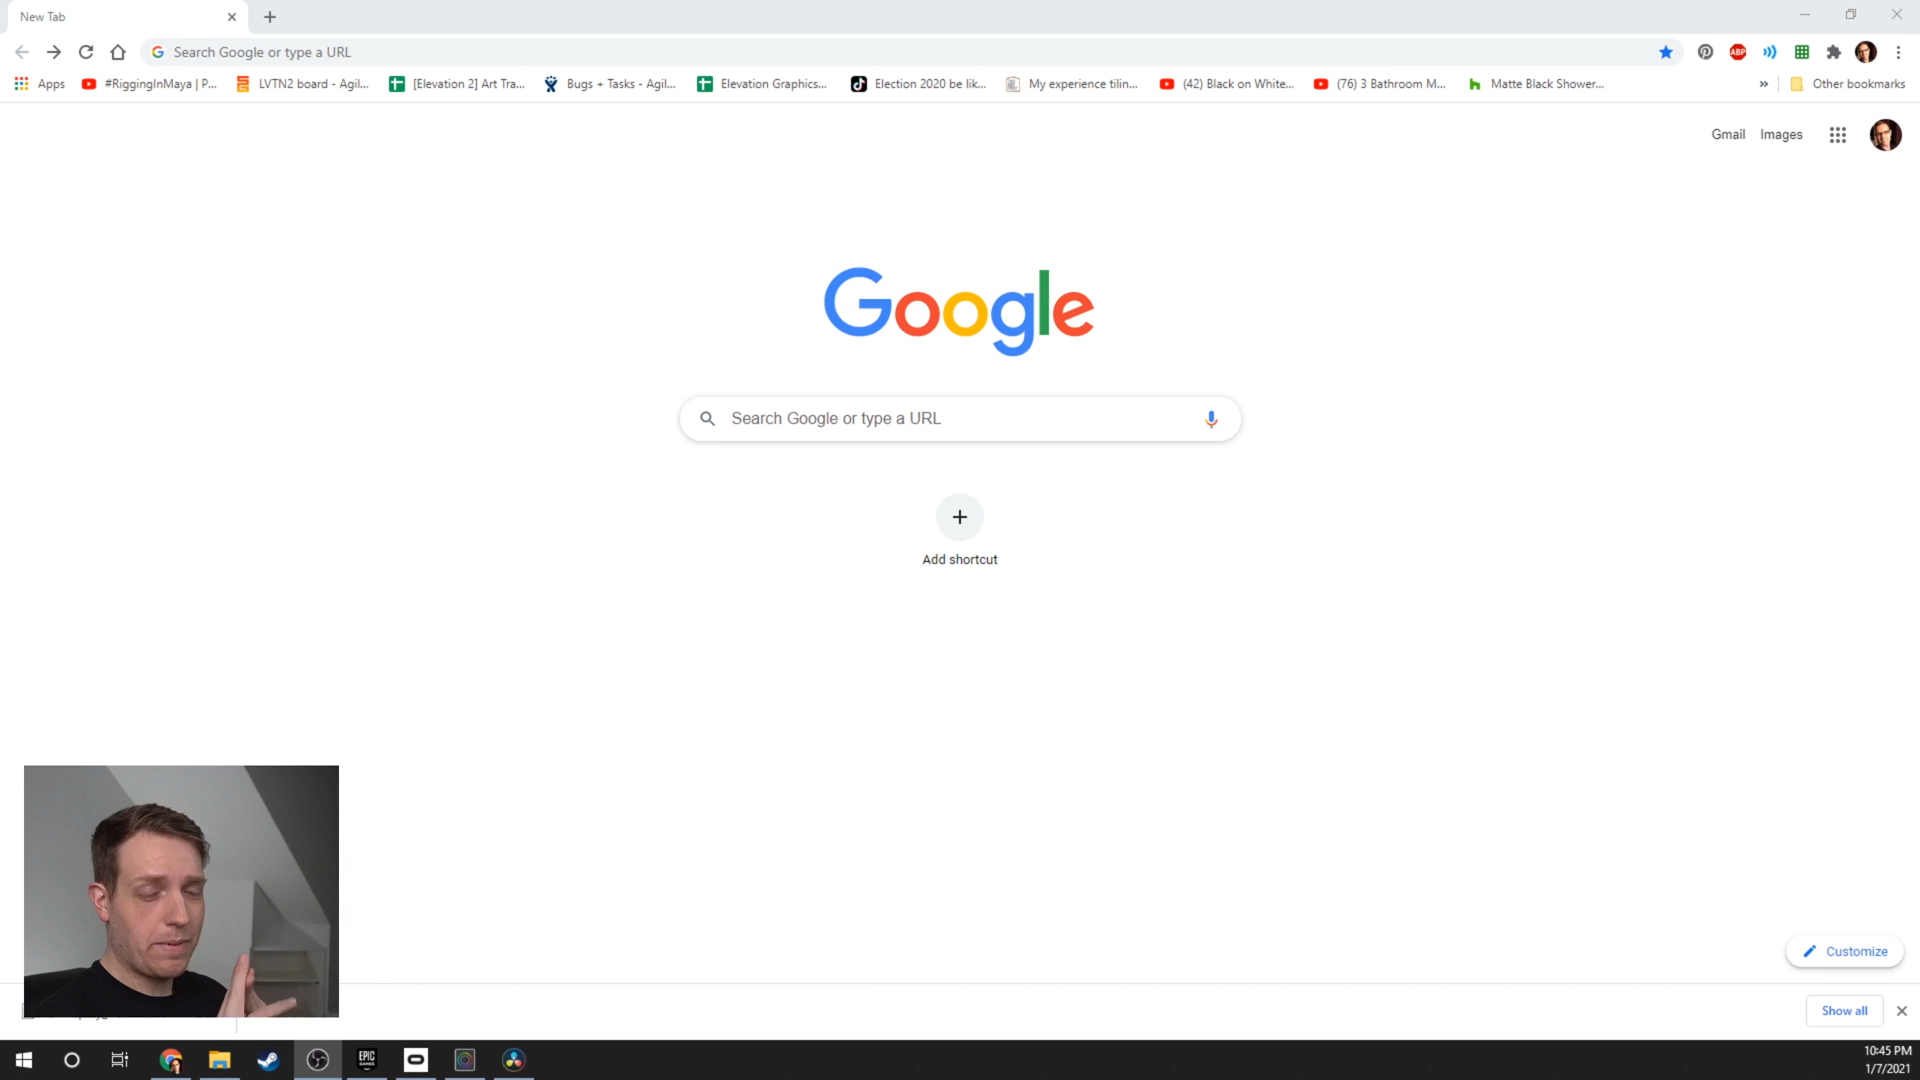 New Tab
Search Google or type a URL
ABP
Apps
#RiggingInMaya | P...
LVTN2 board - Agil...
[Elevation 2] Art Tra...
Bugs + Tasks - Agil...
Elevation Graphics...
Election 2020 be lik...
My experience tilin...
(42) Black on White...
(76) 3 Bathroom M...
Matte Black Shower...
»
Other bookmarks
Gmail
Images
Google
Search Google or type a URL
Add shortcut
Customize
Show all
EPIC
GAMES
10:45 PM
1/7/2021